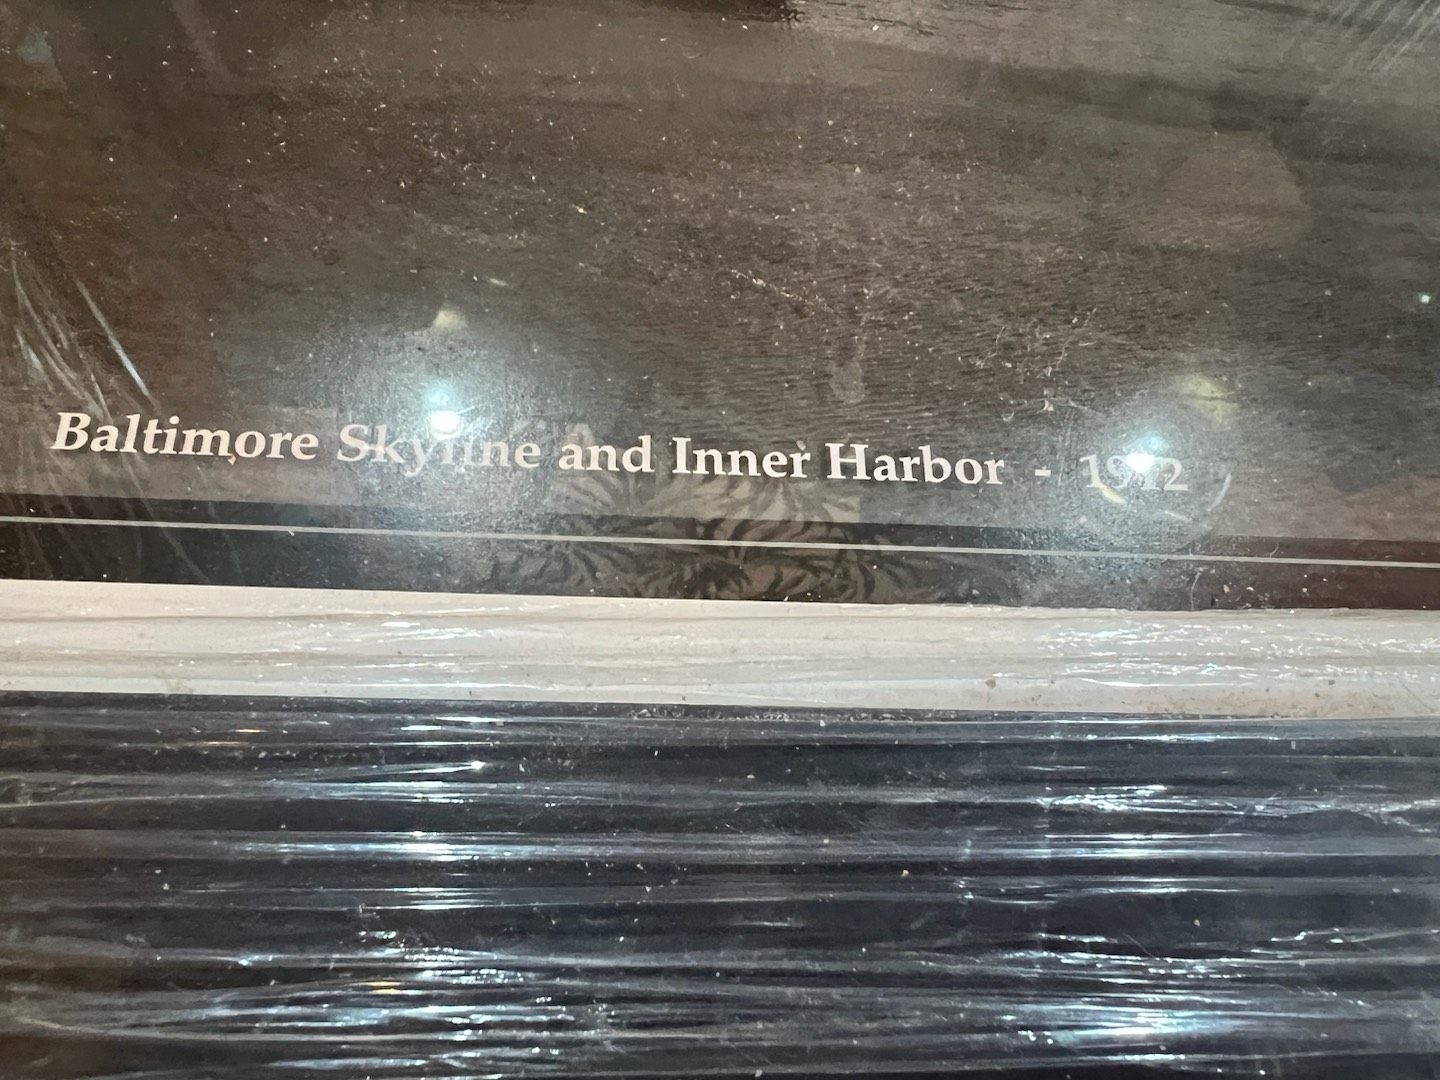 Baltimore Skyline and Inner Harbor -